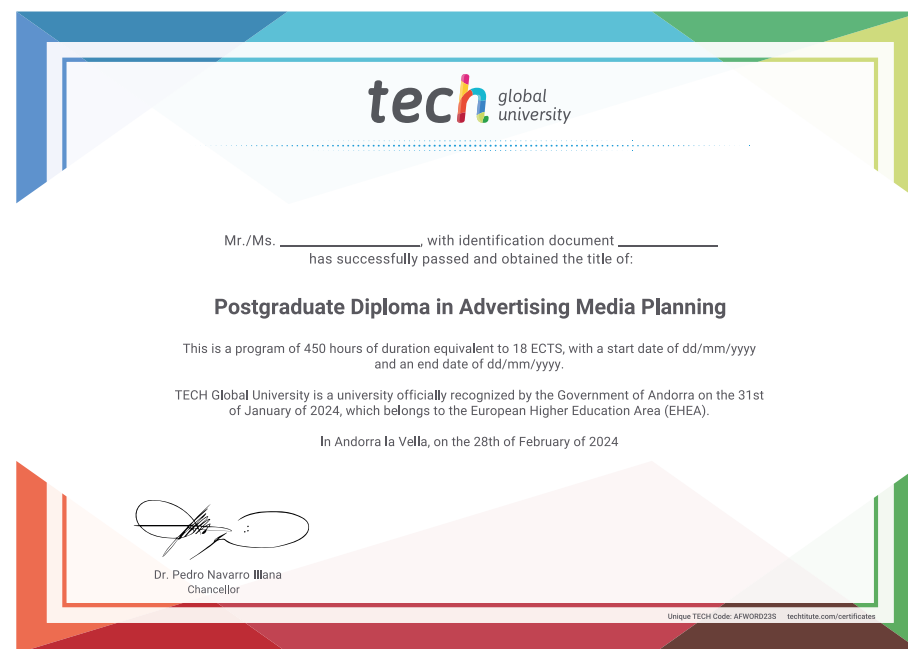 tech global university
Mr./Ms. ____________________, with identification document ______________
has successfully passed and obtained the title of:
Postgraduate Diploma in Advertising Media Planning
This is a program of 450 hours of duration equivalent to 18 ECTS, with a start date of dd/mm/yyyy
and an end date of dd/mm/yyyy.
TECH Global University is a university officially recognized by the Government of Andorra on the 31st
of January of 2024, which belongs to the European Higher Education Area (EHEA).
In Andorra la Vella, on the 28th of February of 2024
Dr. Pedro Navarro Illana
Chancellor
Unique TECH Code: AFWORD23S techtitute.com/certificates